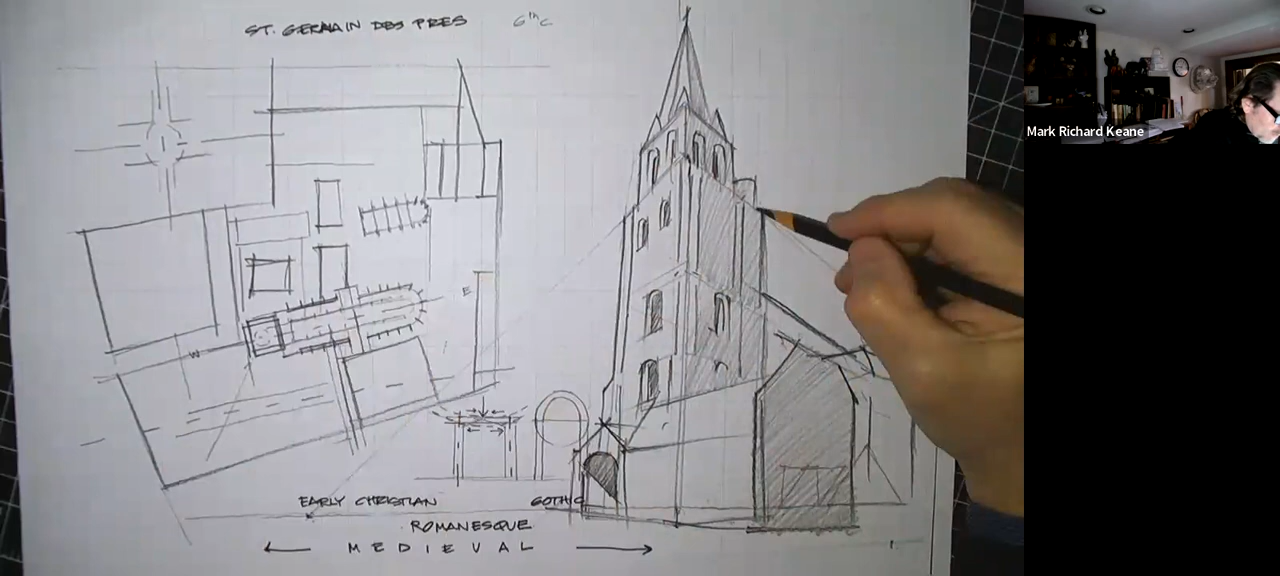 ST. GERMAIN DES PRES 6th C
Mark Richard Keane
E
W
EARLY CHRISTIAN GOTHIC
ROMANESQUE
← MEDIEVAL →